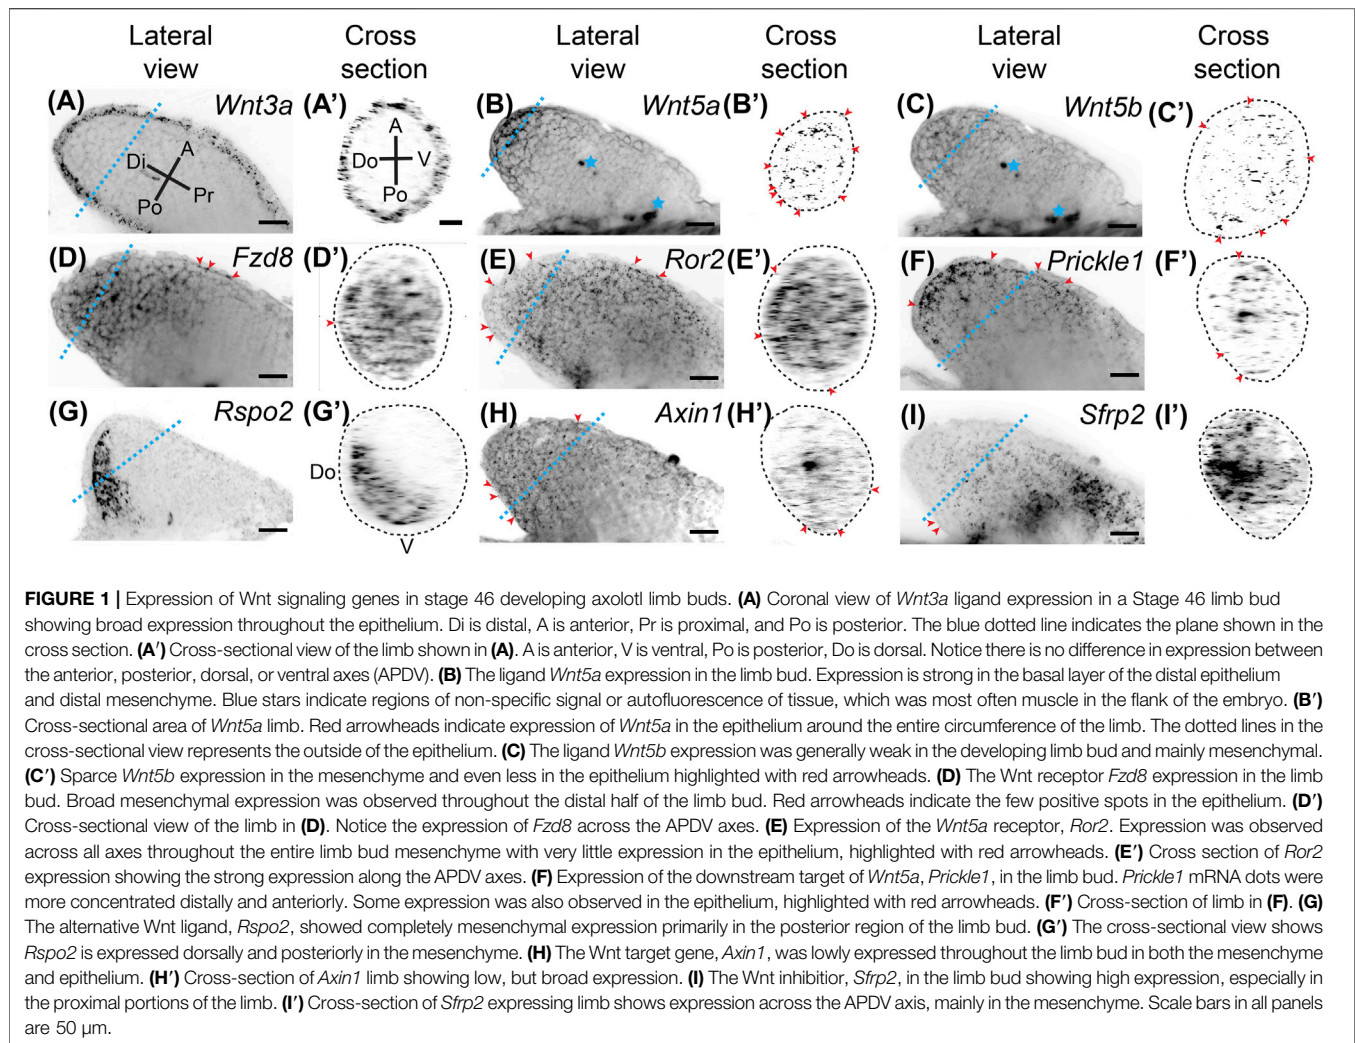 Lateral view
Cross section
Lateral view
Cross section
Lateral view
Cross section
(A) Wnt3a
(A′)
(B) Wnt5a
(B′)
(C) Wnt5b
(C′)
A
Di
Pr
Po
A
Do
V
Po
(D) Fzd8
(D′)
(E) Ror2
(E′)
(F) Prickle1
(F′)
(G) Rspo2
(G′)
(H) Axin1
(H′)
(I) Sfrp2
(I′)
Do
V
FIGURE 1 | Expression of Wnt signaling genes in stage 46 developing axolotl limb buds. (A) Coronal view of Wnt3a ligand expression in a Stage 46 limb bud
showing broad expression throughout the epithelium. Di is distal, A is anterior, Pr is proximal, and Po is posterior. The blue dotted line indicates the plane shown in the
cross section. (A′) Cross-sectional view of the limb shown in (A). A is anterior, V is ventral, Po is posterior, Do is dorsal. Notice there is no difference in expression between
the anterior, posterior, dorsal, or ventral axes (APDV). (B) The ligand Wnt5a expression in the limb bud. Expression is strong in the basal layer of the distal epithelium
and distal mesenchyme. Blue stars indicate regions of non-specific signal or autofluorescence of tissue, which was most often muscle in the flank of the embryo. (B′)
Cross-sectional area of Wnt5a limb. Red arrowheads indicate expression of Wnt5a in the epithelium around the entire circumference of the limb. The dotted lines in the
cross-sectional view represents the outside of the epithelium. (C) The ligand Wnt5b expression was generally weak in the developing limb bud and mainly mesenchymal.
(C′) Sparce Wnt5b expression in the mesenchyme and even less in the epithelium highlighted with red arrowheads. (D) The Wnt receptor Fzd8 expression in the limb
bud. Broad mesenchymal expression was observed throughout the distal half of the limb bud. Red arrowheads indicate the few positive spots in the epithelium. (D′)
Cross-sectional view of the limb in (D). Notice the expression of Fzd8 across the APDV axes. (E) Expression of the Wnt5a receptor, Ror2. Expression was observed
across all axes throughout the entire limb bud mesenchyme with very little expression in the epithelium, highlighted with red arrowheads. (E′) Cross section of Ror2
expression showing the strong expression along the APDV axes. (F) Expression of the downstream target of Wnt5a, Prickle1, in the limb bud. Prickle1 mRNA dots were
more concentrated distally and anteriorly. Some expression was also observed in the epithelium, highlighted with red arrowheads. (F′) Cross-section of limb in (F). (G)
The alternative Wnt ligand, Rspo2, showed completely mesenchymal expression primarily in the posterior region of the limb bud. (G′) The cross-sectional view shows
Rspo2 is expressed dorsally and posteriorly in the mesenchyme. (H) The Wnt target gene, Axin1, was lowly expressed throughout the limb bud in both the mesenchyme
and epithelium. (H′) Cross-section of Axin1 limb showing low, but broad expression. (I) The Wnt inhibitior, Sfrp2, in the limb bud showing high expression, especially in
the proximal portions of the limb. (I′) Cross-section of Sfrp2 expressing limb shows expression across the APDV axis, mainly in the mesenchyme. Scale bars in all panels
are 50 µm.